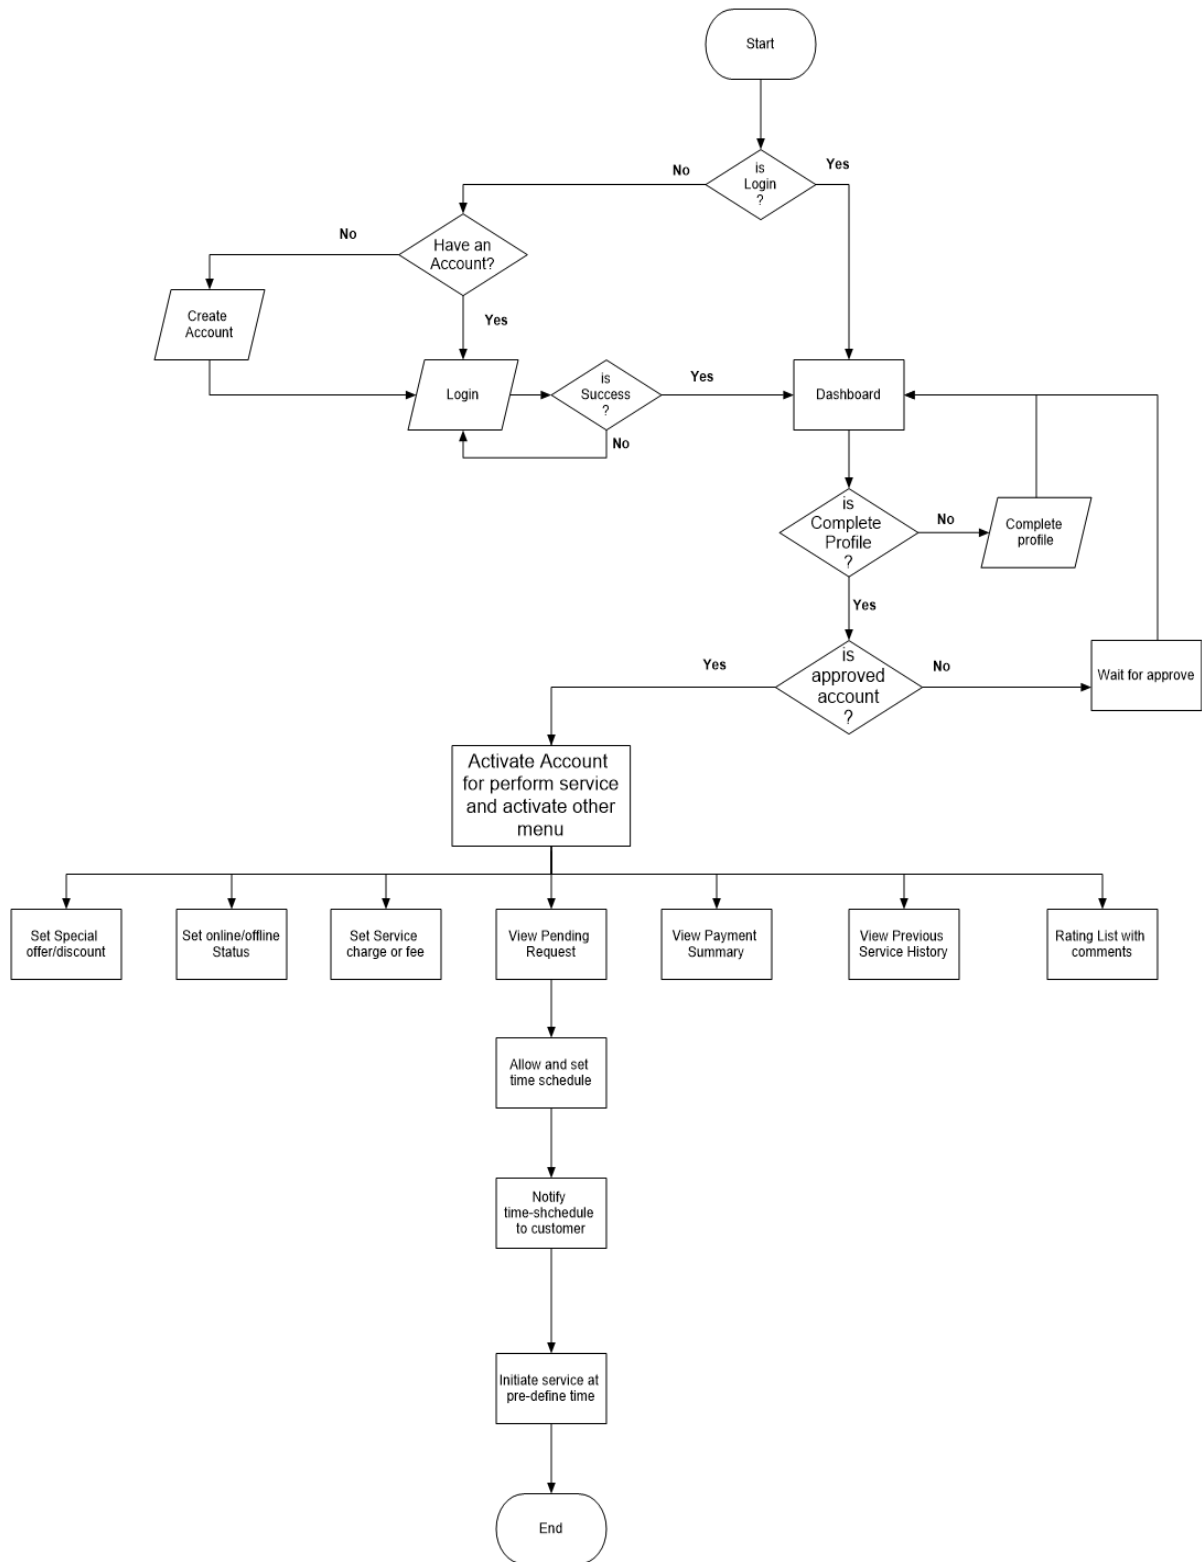 Start
is
Login
?
No
Yes
Have an
Account?
No
Yes
Create
Account
Login
is
Success
?
Yes
No
Dashboard
is
Complete
Profile
?
No
Complete
profile
Yes
is
approved
account
?
Yes
No
Wait for approve
Activate Account
for perform service
and activate other
menu
Set Special
offer/discount
Set online/offline
Status
Set Service
charge or fee
View Pending
Request
View Payment
Summary
View Previous
Service History
Rating List with
comments
Allow and set
time schedule
Notify
time-shchedule
to customer
Initiate service at
pre-define time
End